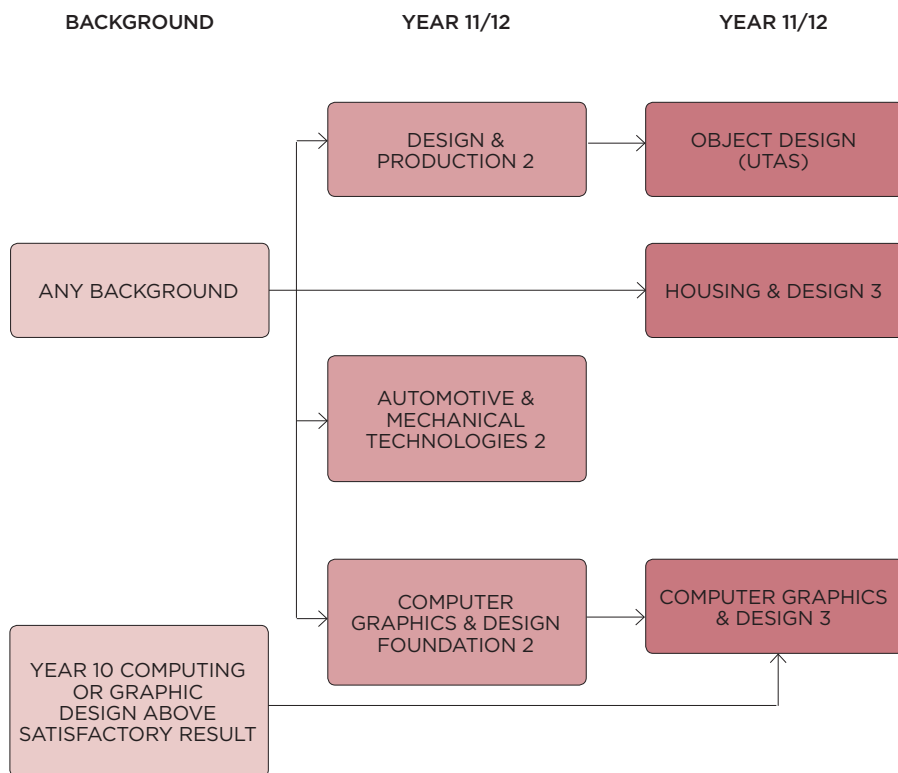 BACKGROUND
YEAR 11/12
YEAR 11/12
DESIGN &
PRODUCTION 2
OBJECT DESIGN
(UTAS)
ANY BACKGROUND
HOUSING & DESIGN 3
AUTOMOTIVE &
MECHANICAL
TECHNOLOGIES 2
COMPUTER
GRAPHICS & DESIGN
FOUNDATION 2
COMPUTER GRAPHICS
& DESIGN 3
YEAR 10 COMPUTING
OR GRAPHIC
DESIGN ABOVE
SATISFACTORY RESULT